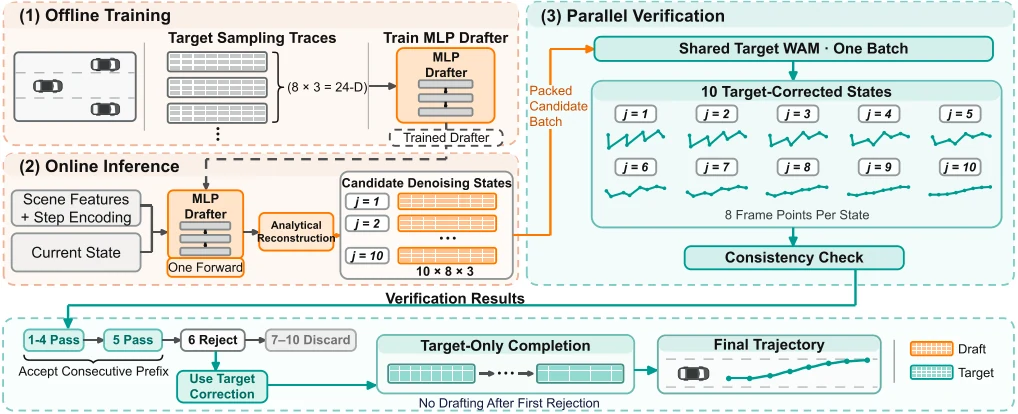 (1) Offline Training
Target Sampling Traces
Train MLP Drafter
MLP
Drafter
(8 × 3 = 24-D)
Trained Drafter
(2) Online Inference
Scene Features
+ Step Encoding
Current State
MLP
Drafter
One Forward
Analytical
Reconstruction
Candidate Denoising States
j = 1
j = 2
j = 10
10 × 8 × 3
Packed
Candidate
Batch
(3) Parallel Verification
Shared Target WAM · One Batch
10 Target-Corrected States
j = 1 j = 2 j = 3 j = 4 j = 5
j = 6 j = 7 j = 8 j = 9 j = 10
8 Frame Points Per State
Consistency Check
Verification Results
1-4 Pass 5 Pass 6 Reject 7–10 Discard
Accept Consecutive Prefix
Use Target
Correction
Target-Only Completion
No Drafting After First Rejection
Final Trajectory
Draft
Target